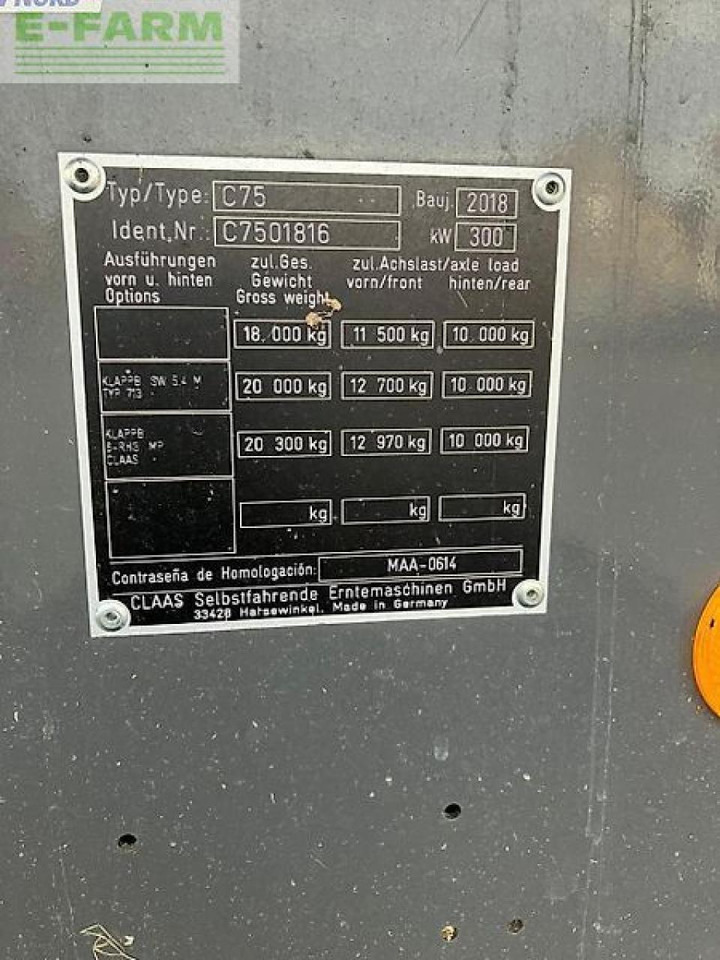 NORD
E-FARM
Typ/Type: C75 Bauj. 2018
Ident.Nr.: C7501816 kW 300
Ausführungen vorn u. hinten Options
zul.Ges. Gewicht Gross weight
zul.Achslast/axle load
vorn/front hinten/rear
18.000 kg 11 500 kg 10 000 kg
KLAPPB SW 5.4 M
TYP 713
20 000 kg 12 700 kg 10 000 kg
KLAPPB
MP
CLAAS
20 300 kg 12 970 kg 10 000 kg
kg kg kg
Contraseña de Homologación: MAA-0614
CLAAS Selbstfahrende Erntemaschinen GmbH
33428 Harsewinkel. Made in Germany